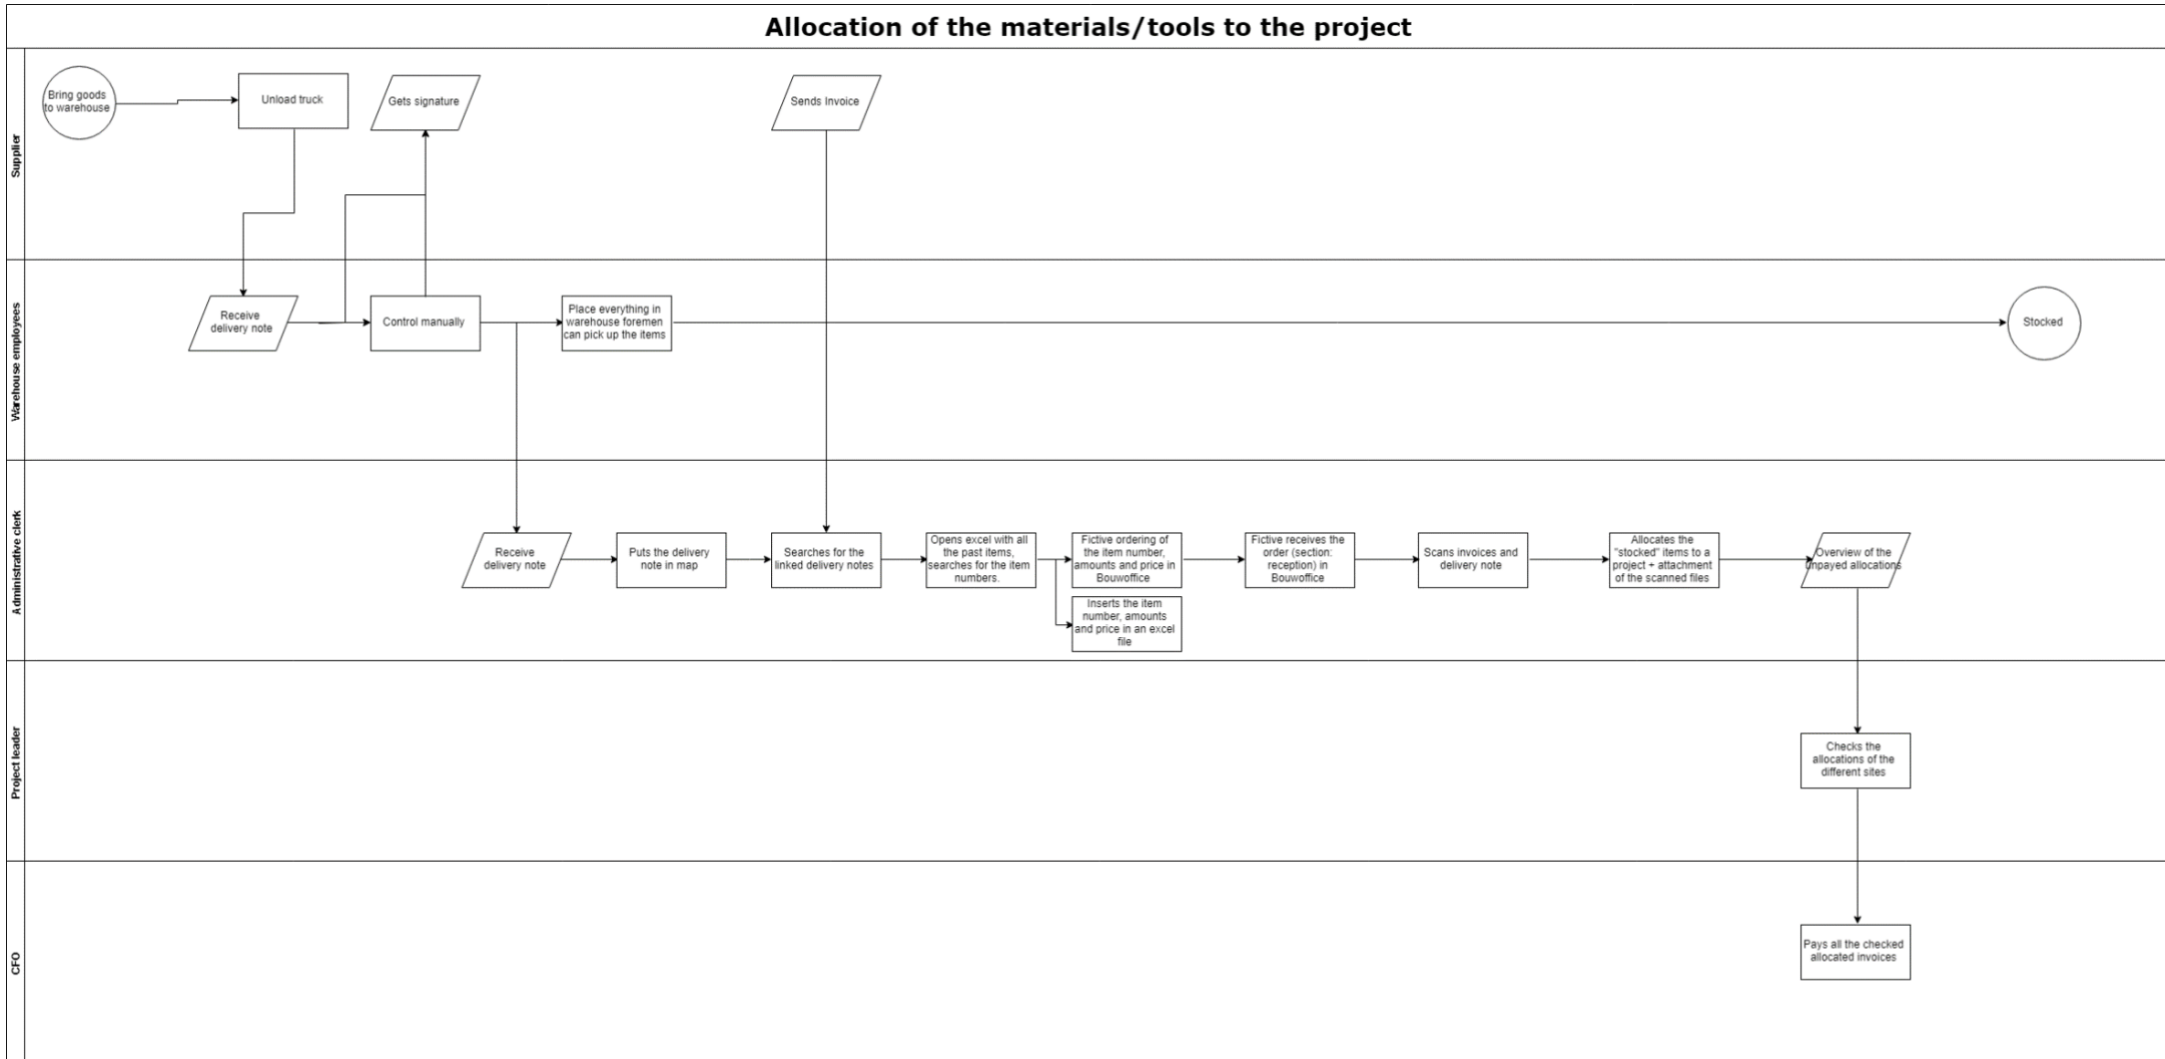 Allocation of the materials/tools to the project
Supplier
Bring goods
to warehouse
Unload truck
Gets signature
Sends Invoice
Warehouse employees
Receive
delivery note
Control manually
Place everything in
warehouse foremen
can pick up the items
Stocked
Administrative clerk
Receive
delivery note
Puts the delivery
note in map
Searches for the
linked delivery notes
Opens excel with all
the past items,
searches for the item
numbers.
Fictive ordering of
the item number,
amounts and price in
Bouwoffice
Inserts the item
number, amounts
and price in an excel
file
Fictive receives the
order (section:
reception) in
Bouwoffice
Scans invoices and
delivery note
Allocates the
"stocked" items to a
project + attachment
of the scanned files
Overview of the
unpayed allocations
Project leader
Checks the
allocations of the
different sites
CFO
Pays all the checked
allocated invoices